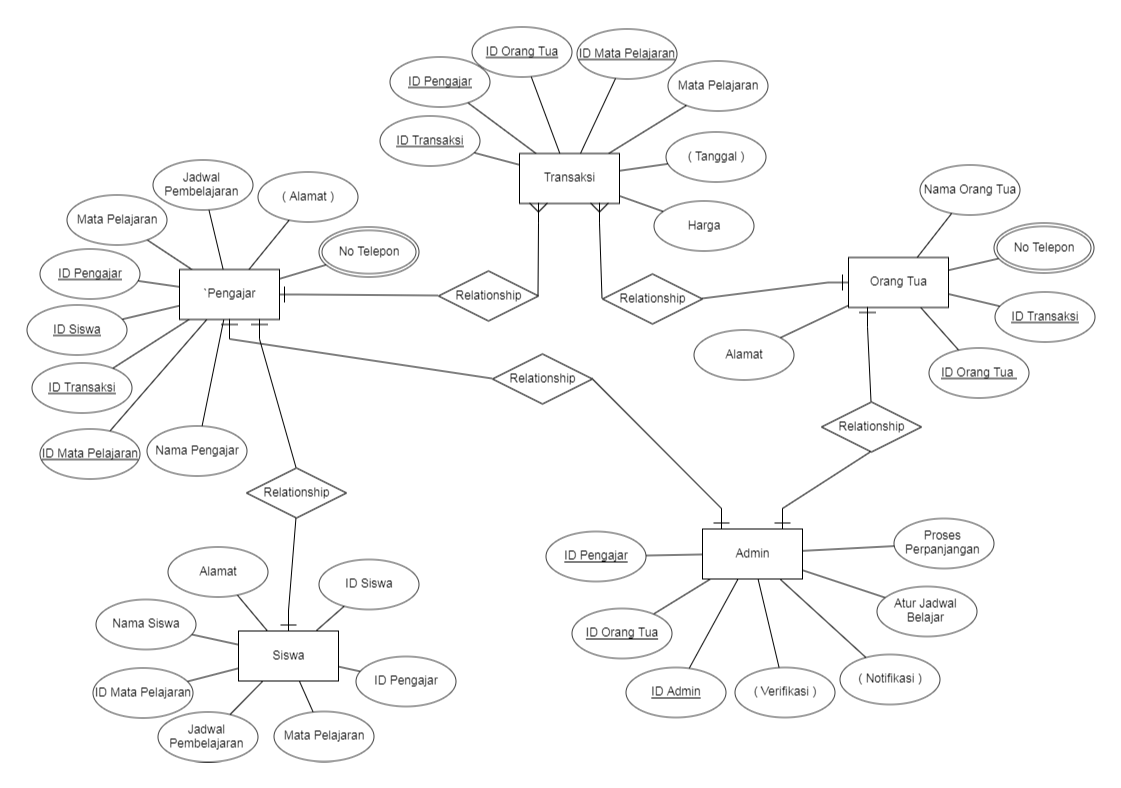 ID Orang Tua
ID Mata Pelajaran
ID Pengajar
Mata Pelajaran
ID Transaksi
( Tanggal )
Transaksi
Harga
Jadwal
Pembelajaran
( Alamat )
Mata Pelajaran
No Telepon
ID Pengajar
`Pengajar
ID Siswa
ID Transaksi
ID Mata Pelajaran
Nama Pengajar
Relationship
Relationship
Nama Orang Tua
No Telepon
Orang Tua
ID Transaksi
Alamat
ID Orang Tua
Relationship
Relationship
Relationship
Alamat
ID Siswa
Nama Siswa
Siswa
ID Mata Pelajaran
ID Pengajar
Jadwal
Pembelajaran
Mata Pelajaran
ID Pengajar
Admin
Proses
Perpanjangan
Atur Jadwal
Belajar
ID Orang Tua
ID Admin
( Verifikasi )
( Notifikasi )